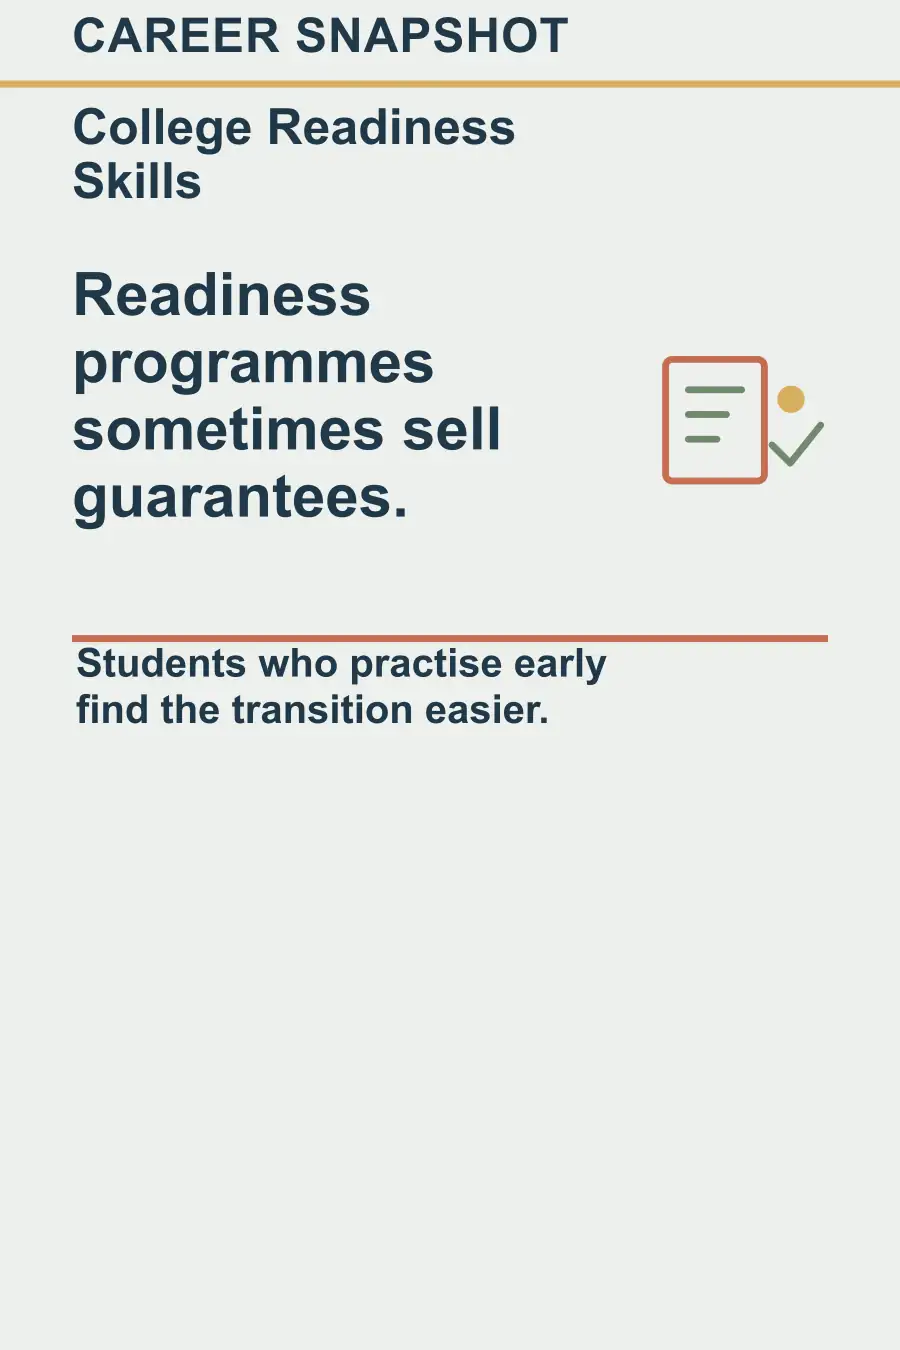 CAREER SNAPSHOT
College Readiness
Skills
Readiness
programmes
sometimes sell
guarantees.
Students who practise early
find the transition easier.